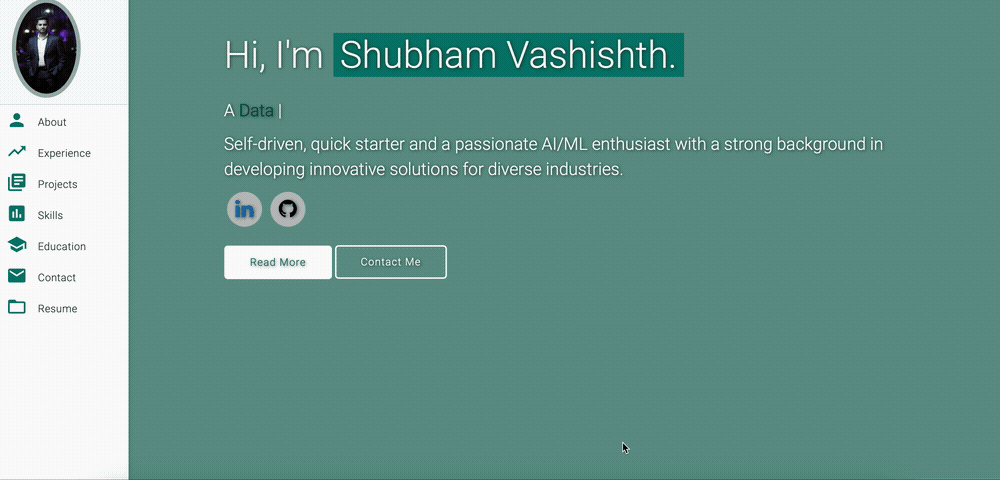 Hi, I'm Shubham Vashishth.
A Data |
Self-driven, quick starter and a passionate AI/ML enthusiast with a strong background in
developing innovative solutions for diverse industries.
in
Read More
Contact Me
About
Experience
Projects
Skills
Education
Contact
Resume